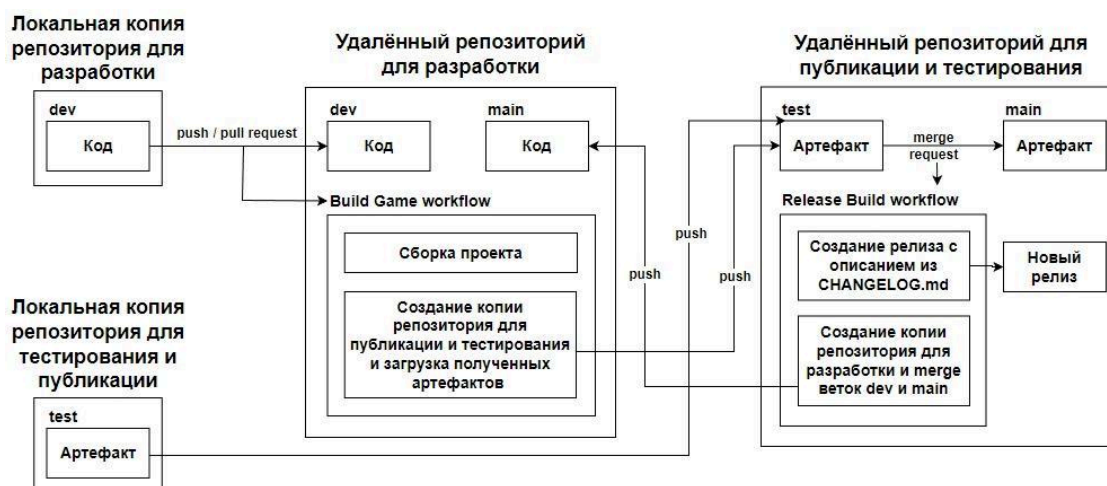 Локальная копия
репозитория для
разработки
dev
Код
push / pull request
Удалённый репозиторий
для разработки
dev
Код
main
Код
Build Game workflow
Сборка проекта
Создание копии
репозитория для
публикации и тестирования
и загрузка полученных
артефактов
push
push
push
Удалённый репозиторий для
публикации и тестирования
test
Артефакт
merge
request
main
Артефакт
Release Build workflow
Создание релиза с
описанием из
CHANGELOG.md
Новый
релиз
Создание копии
репозитория для
разработки и merge
веток dev и main
Локальная копия
репозитория для
тестирования и
публикации
test
Артефакт